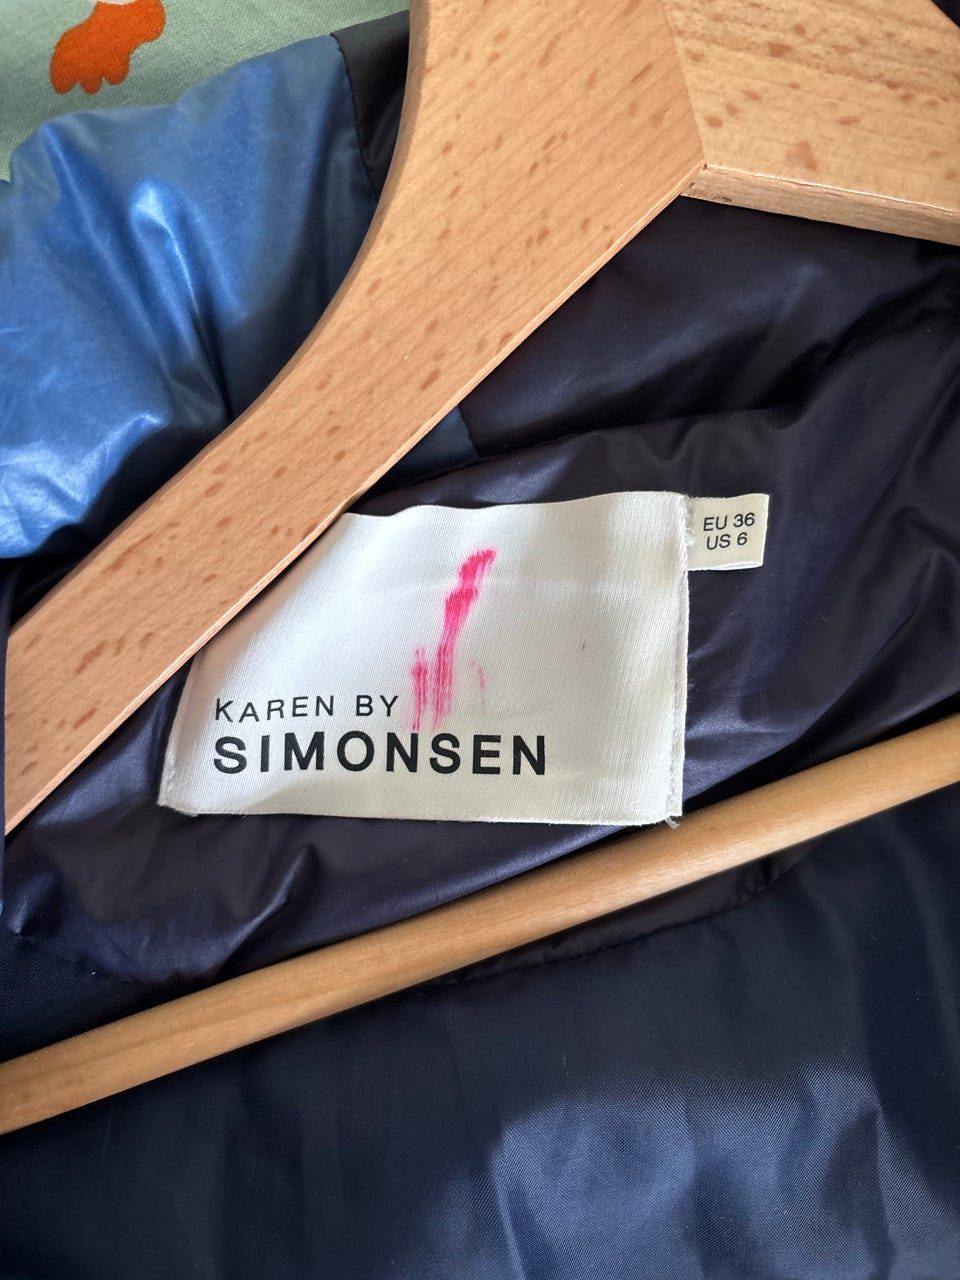 KAREN BY
SIMONSEN
EU 36
US 6